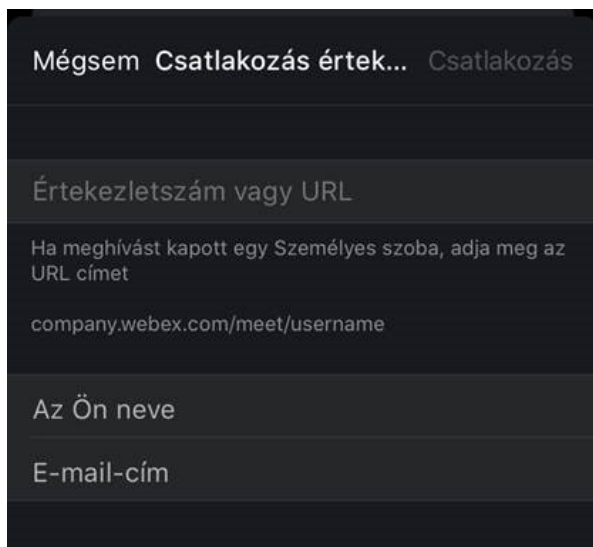 Mégsem Csatlakozás értek... Csatlakozás
Értekezletszám vagy URL
Ha meghívást kapott egy Személyes szoba, adja meg az
URL címet
company.webex.com/meet/username
Az Ön neve
E-mail-cím